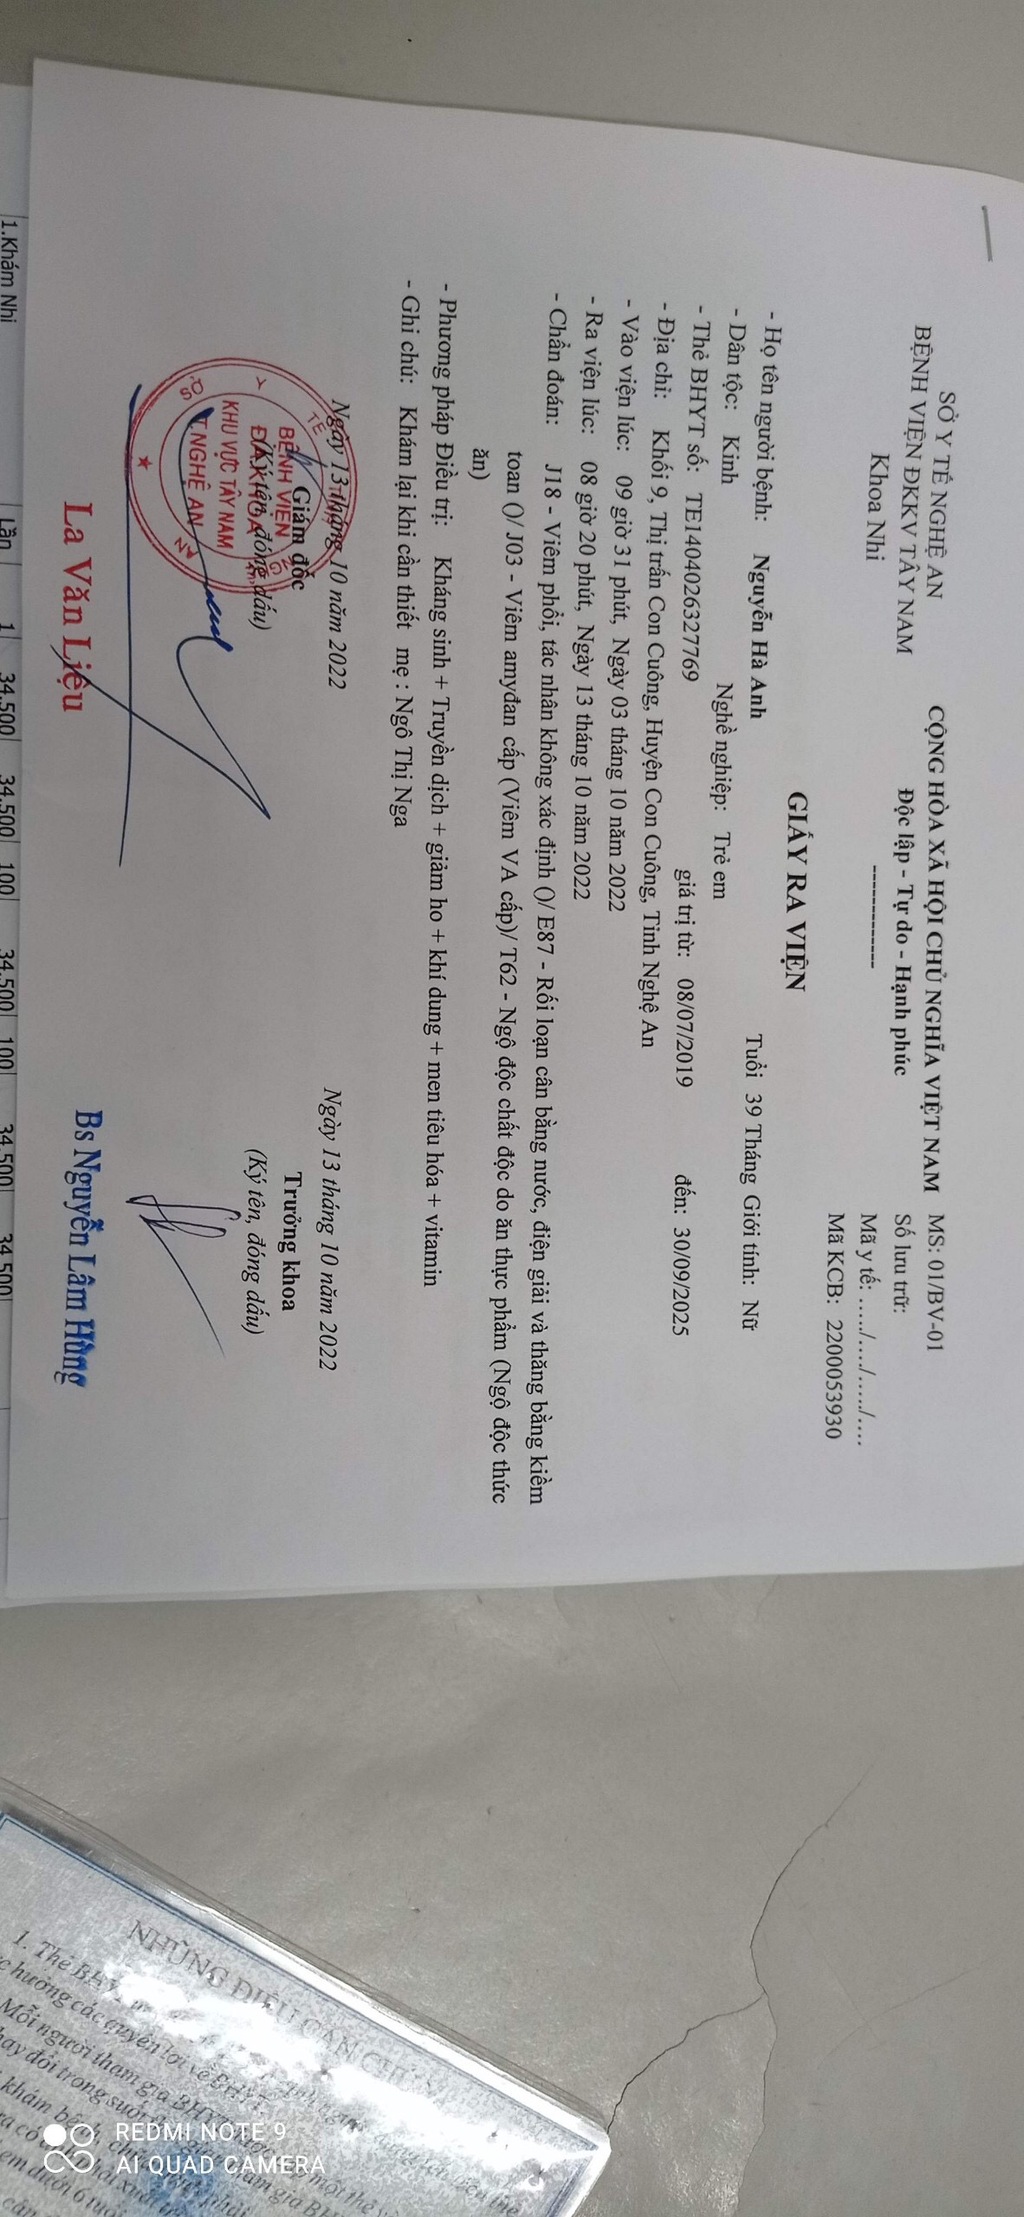 SỞ Y TẾ NGHỆ AN
BỆNH VIỆN ĐKKV TÂY NAM
Khoa Nhi
CỘNG HÒA XÃ HỘI CHỦ NGHĨA VIỆT NAM
Độc lập - Tự do - Hạnh phúc
------------
MS: 01/BV-01
Số lưu trữ:
Mã y tế: ...../..../...../....
Mã KCB: 2200053930
GIẤY RA VIỆN
- Họ tên người bệnh: Nguyễn Hà Anh Tuổi 39 Tháng Giới tính: Nữ
- Dân tộc: Kinh Nghề nghiệp: Trẻ em
- Thẻ BHYT số: TE1404026327769 giá trị từ: 08/07/2019 đến: 30/09/2025
- Địa chỉ: Khối 9, Thị trấn Con Cuông, Huyện Con Cuông, Tỉnh Nghệ An
- Vào viện lúc: 09 giờ 31 phút, Ngày 03 tháng 10 năm 2022
- Ra viện lúc: 08 giờ 20 phút, Ngày 13 tháng 10 năm 2022
- Chẩn đoán: J18 - Viêm phổi, tác nhân không xác định ()/ E87 - Rối loạn cân bằng nước, điện giải và thăng bằng kiềm
toan ()/ J03 - Viêm amyđan cấp (Viêm VA cấp)/ T62 - Ngộ độc chất độc do ăn thực phẩm (Ngộ độc thức
ăn)
- Phương pháp Điều trị: Kháng sinh + Truyền dịch + giảm ho + khí dung + men tiêu hóa + vitamin
- Ghi chú: Khám lại khi cần thiết mẹ : Ngô Thị Nga
Ngày 13 tháng 10 năm 2022
Giám đốc
(Ký tên, đóng dấu)
SỞ Y TẾ
AN
BỆNH VIỆN
ĐA KHOA
KHU VỰC TÂY NAM
T.NGHỆ AN
La Văn Liệu
Ngày 13 tháng 10 năm 2022
Trưởng khoa
(Ký tên, đóng dấu)
Bs Nguyễn Lâm Hùng
1.Khám Nhi Lần 1 34,500 34,500 100 34,500 100 34,500 34,500
NHỮNG ĐIỀU CẦN CHÚ
1. Thẻ BHYT
hưởng các quyền lợi về
Mỗi người tham gia BHYT một thẻ
đổi trong suốt
khám
em dưới 6 tuổi
REDMI NOTE 9
AI QUAD CAMERA